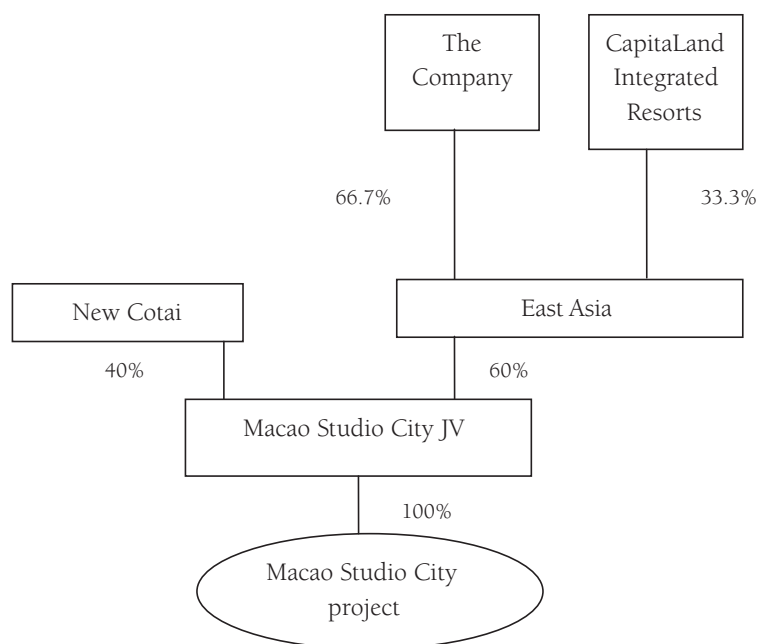 The
Company
CapitaLand
Integrated
Resorts
66.7%
33.3%
New Cotai
East Asia
40%
60%
Macao Studio City JV
100%
Macao Studio City
project